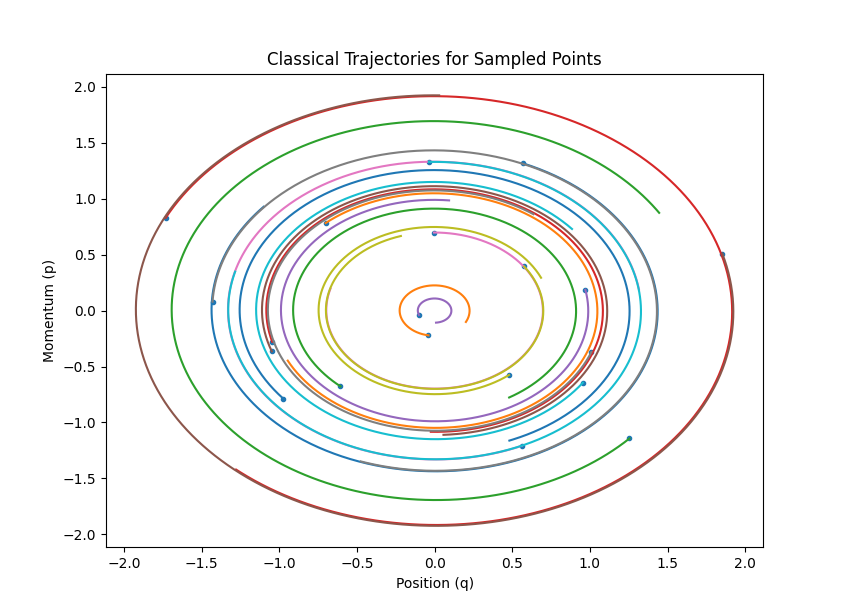 Classical Trajectories for Sampled Points
2.0
1.5
1.0
0.5
0.0
−0.5
−1.0
−1.5
−2.0
Momentum (p)
−2.0 −1.5 −1.0 −0.5 0.0 0.5 1.0 1.5 2.0
Position (q)